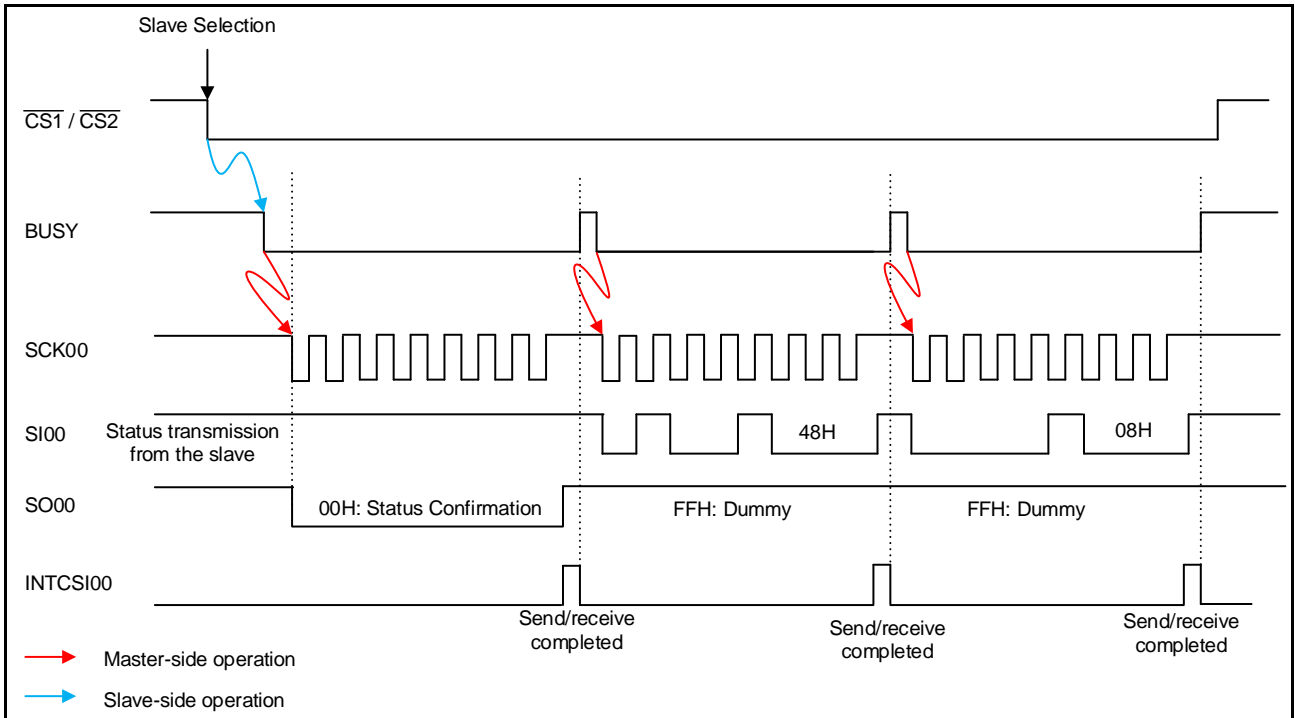 Slave Selection
CS1 / CS2
BUSY
SCK00
SI00
Status transmission
from the slave
48H
08H
SO00
00H: Status Confirmation
FFH: Dummy
FFH: Dummy
INTCSI00
Send/receive
completed
Send/receive
completed
Send/receive
completed
Master-side operation
Slave-side operation